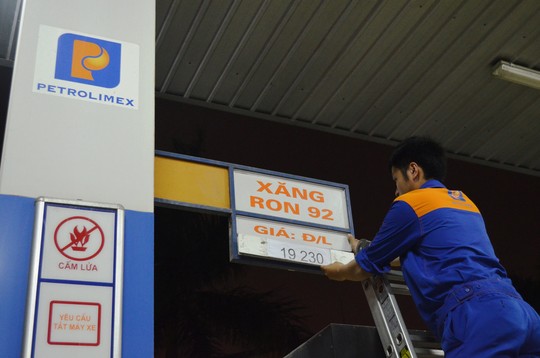 PETROLIMEX
XĂNG
RON 92
GIÁ: Đ/L
19 230
CẤM LỬA
YÊU CẦU
TẮT MÁY XE